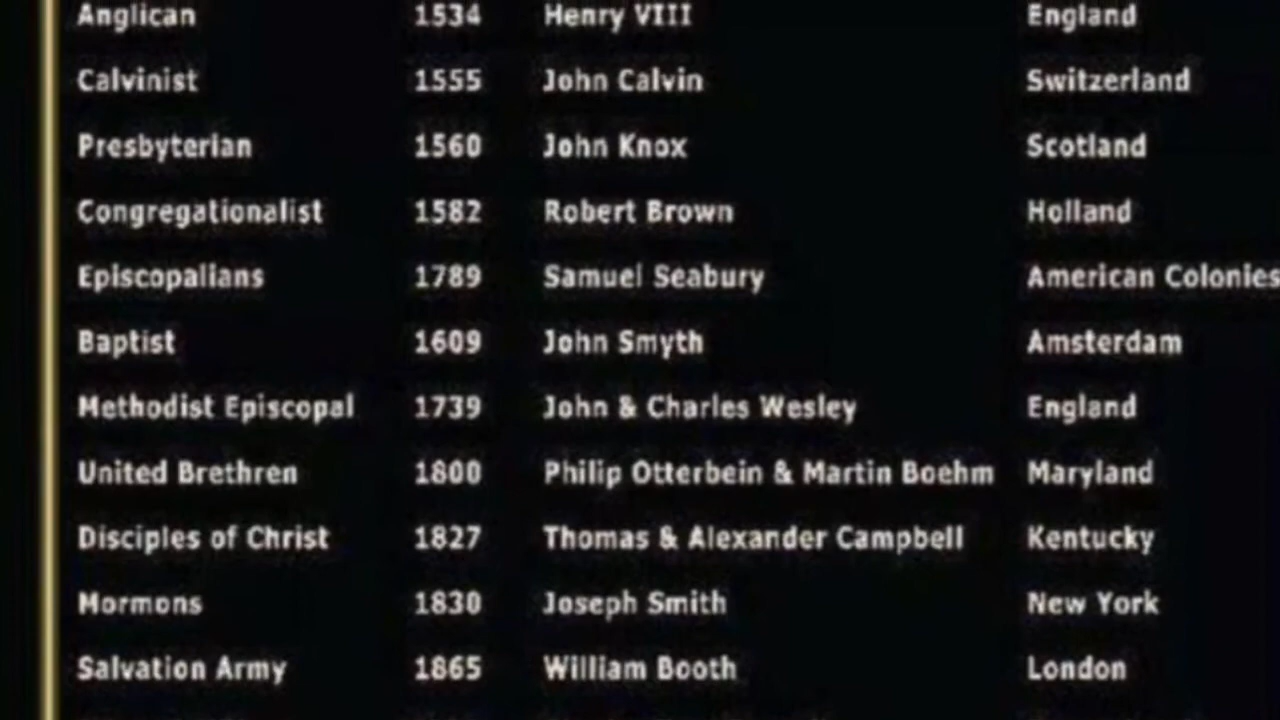 Anglican 1534 Henry VIII England
Calvinist 1555 John Calvin Switzerland
Presbyterian 1560 John Knox Scotland
Congregationalist 1582 Robert Brown Holland
Episcopalians 1789 Samuel Seabury American Colonies
Baptist 1609 John Smyth Amsterdam
Methodist Episcopal 1739 John & Charles Wesley England
United Brethren 1800 Philip Otterbein & Martin Boehm Maryland
Disciples of Christ 1827 Thomas & Alexander Campbell Kentucky
Mormons 1830 Joseph Smith New York
Salvation Army 1865 William Booth London